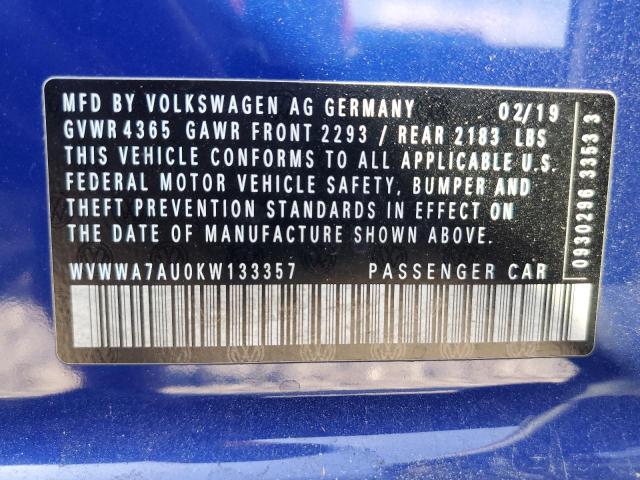 MFD BY VOLKSWAGEN AG GERMANY 02/19
GVWR 4365 GAWR FRONT 2293 / REAR 2183 LBS
THIS VEHICLE CONFORMS TO ALL APPLICABLE U.S.
FEDERAL MOTOR VEHICLE SAFETY, BUMPER AND
THEFT PREVENTION STANDARDS IN EFFECT ON
THE DATE OF MANUFACTURE SHOWN ABOVE.
WVWWA7AU0KW133357 PASSENGER CAR
0930296 3353 3